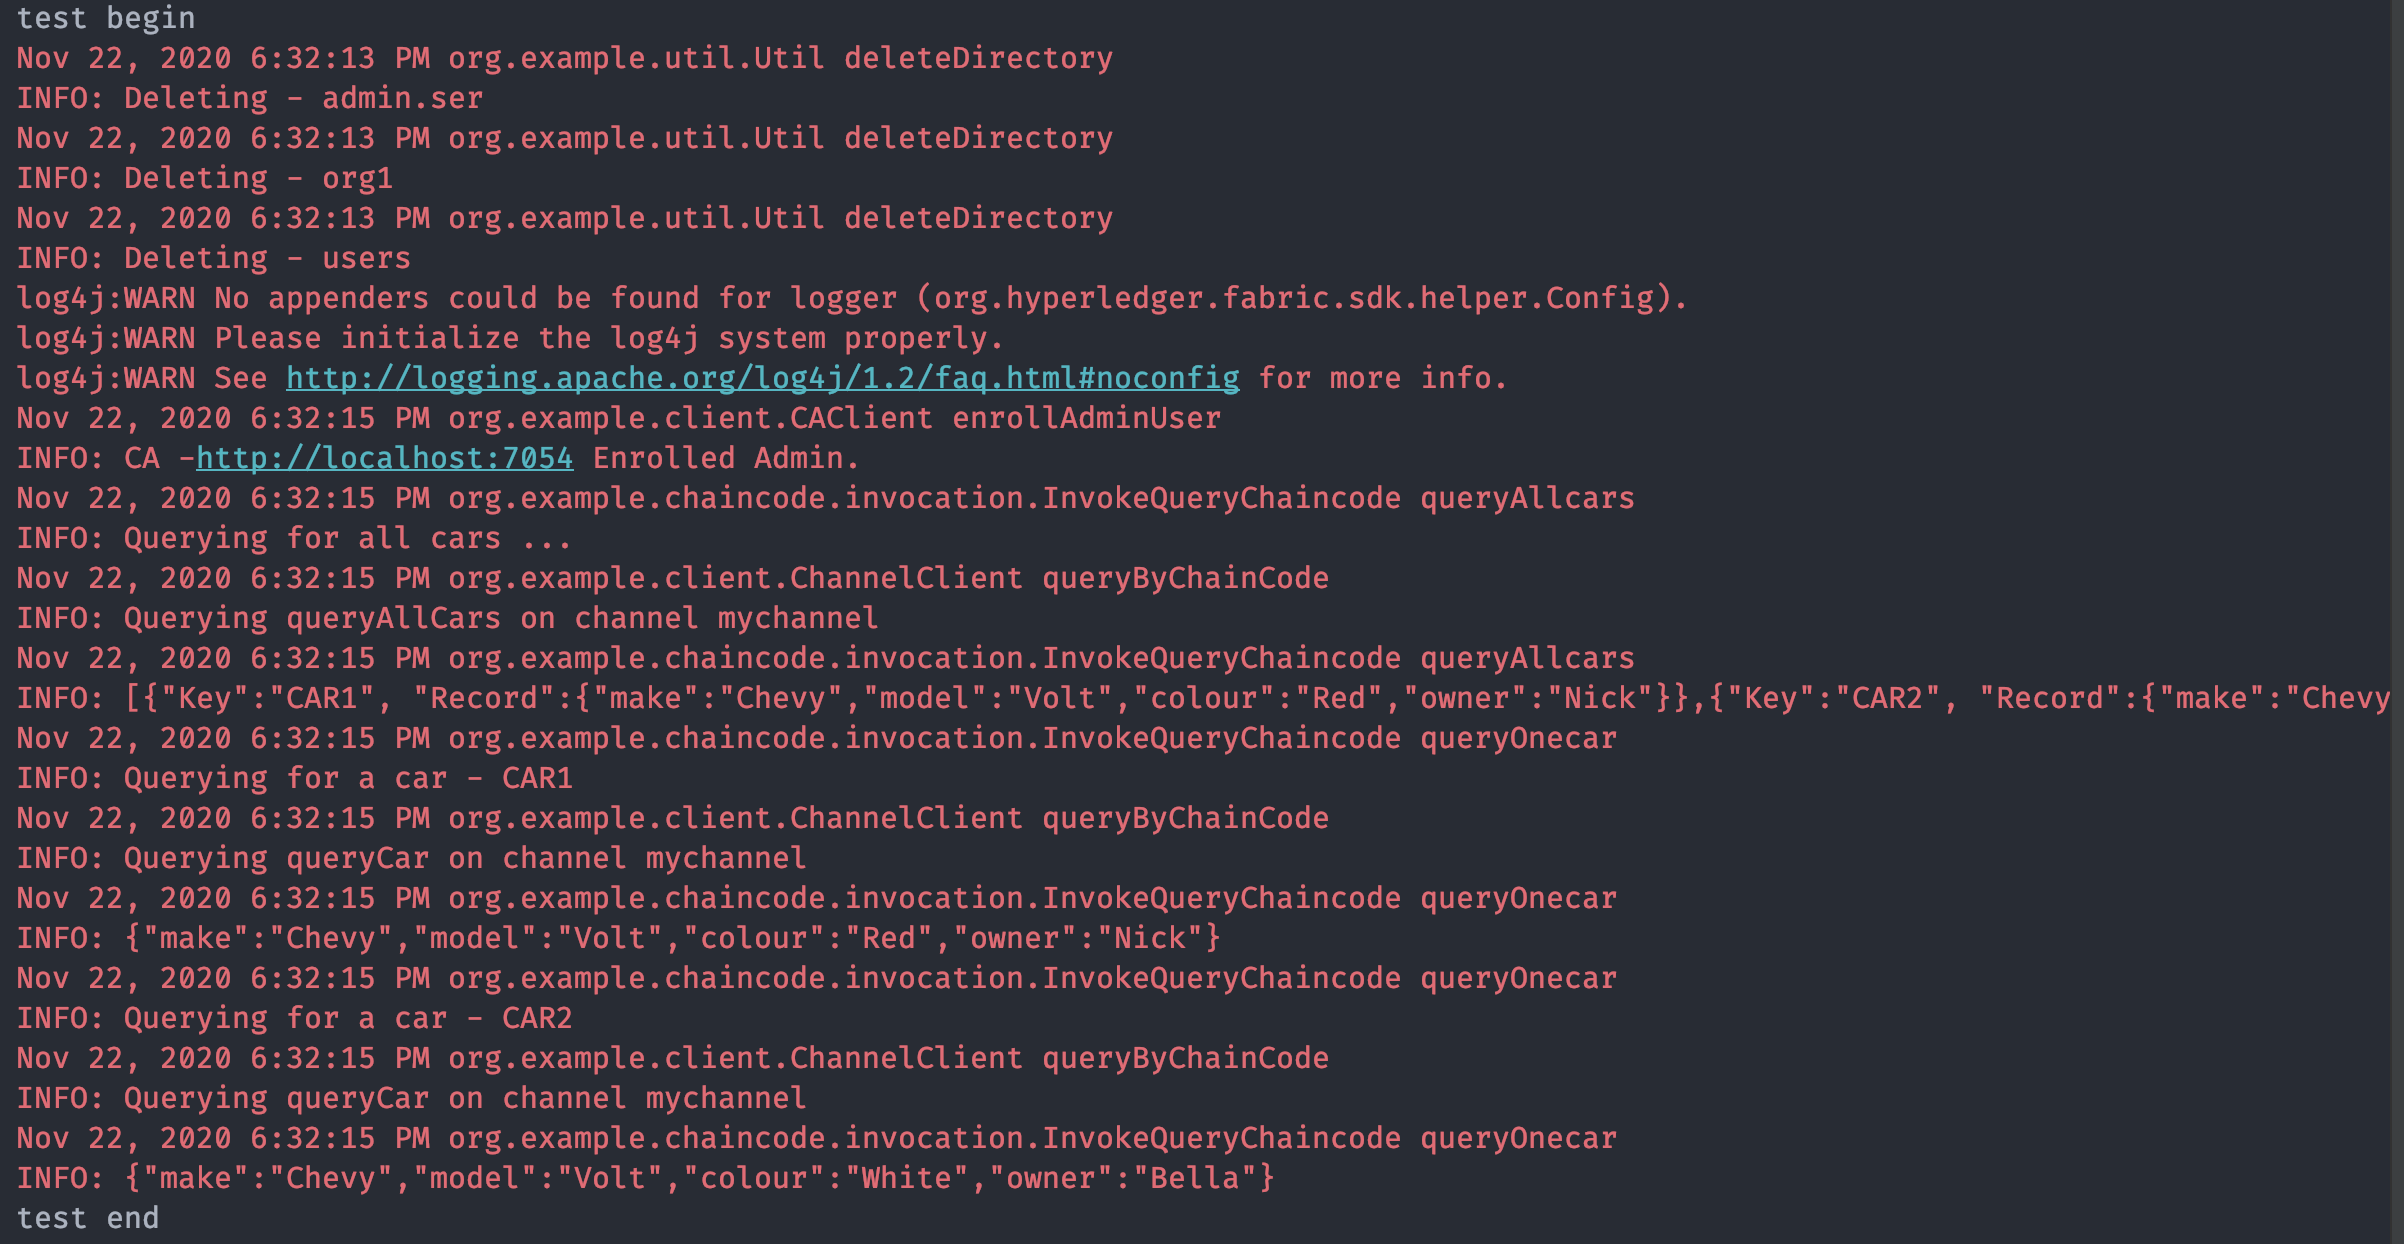 test begin
Nov 22, 2020 6:32:13 PM org.example.util.Util deleteDirectory
INFO: Deleting - admin.ser
Nov 22, 2020 6:32:13 PM org.example.util.Util deleteDirectory
INFO: Deleting - org1
Nov 22, 2020 6:32:13 PM org.example.util.Util deleteDirectory
INFO: Deleting - users
log4j:WARN No appenders could be found for logger (org.hyperledger.fabric.sdk.helper.Config).
log4j:WARN Please initialize the log4j system properly.
log4j:WARN See http://logging.apache.org/log4j/1.2/faq.html#noconfig for more info.
Nov 22, 2020 6:32:15 PM org.example.client.CAClient enrollAdminUser
INFO: CA -http://localhost:7054 Enrolled Admin.
Nov 22, 2020 6:32:15 PM org.example.chaincode.invocation.InvokeQueryChaincode queryAllcars
INFO: Querying for all cars ...
Nov 22, 2020 6:32:15 PM org.example.client.ChannelClient queryByChainCode
INFO: Querying queryAllCars on channel mychannel
Nov 22, 2020 6:32:15 PM org.example.chaincode.invocation.InvokeQueryChaincode queryAllcars
INFO: [{"Key":"CAR1", "Record":{"make":"Chevy","model":"Volt","colour":"Red","owner":"Nick"}},{"Key":"CAR2", "Record":{"make":"Chevy
Nov 22, 2020 6:32:15 PM org.example.chaincode.invocation.InvokeQueryChaincode queryOnecar
INFO: Querying for a car - CAR1
Nov 22, 2020 6:32:15 PM org.example.client.ChannelClient queryByChainCode
INFO: Querying queryCar on channel mychannel
Nov 22, 2020 6:32:15 PM org.example.chaincode.invocation.InvokeQueryChaincode queryOnecar
INFO: {"make":"Chevy","model":"Volt","colour":"Red","owner":"Nick"}
Nov 22, 2020 6:32:15 PM org.example.chaincode.invocation.InvokeQueryChaincode queryOnecar
INFO: Querying for a car - CAR2
Nov 22, 2020 6:32:15 PM org.example.client.ChannelClient queryByChainCode
INFO: Querying queryCar on channel mychannel
Nov 22, 2020 6:32:15 PM org.example.chaincode.invocation.InvokeQueryChaincode queryOnecar
INFO: {"make":"Chevy","model":"Volt","colour":"White","owner":"Bella"}
test end